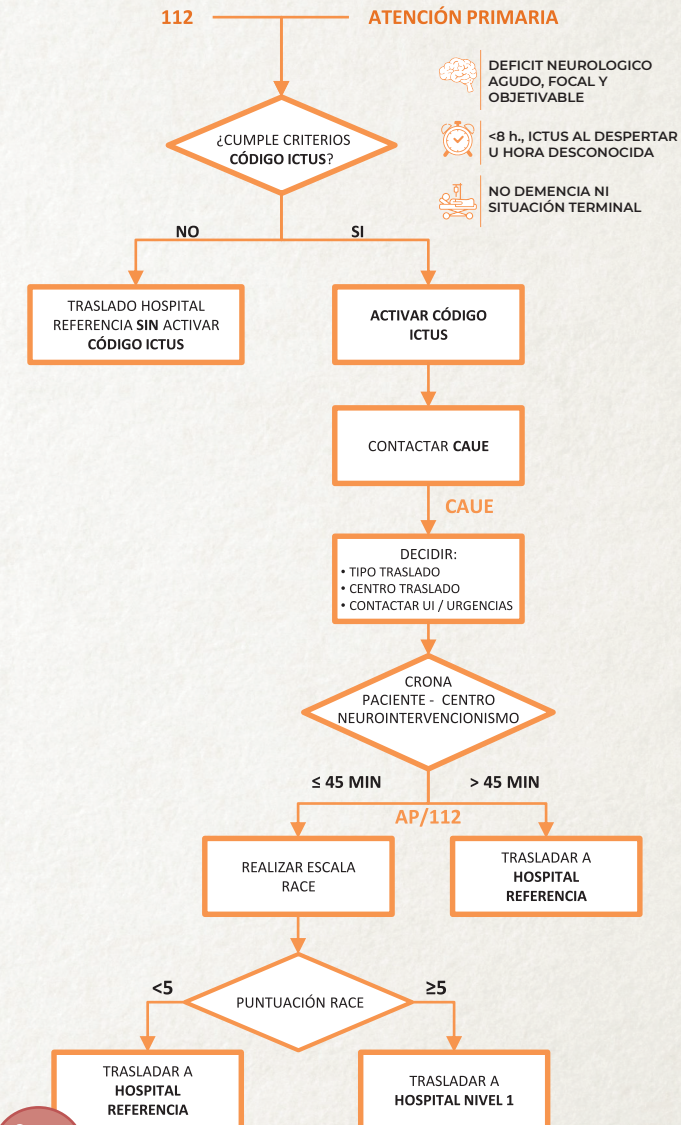 112
ATENCIÓN PRIMARIA
DEFICIT NEUROLOGICO
AGUDO, FOCAL Y
OBJETIVABLE
<8 h., ICTUS AL DESPERTAR
U HORA DESCONOCIDA
NO DEMENCIA NI
SITUACIÓN TERMINAL
¿CUMPLE CRITERIOS
CÓDIGO ICTUS?
NO
SI
TRASLADO HOSPITAL
REFERENCIA SIN ACTIVAR
CÓDIGO ICTUS
ACTIVAR CÓDIGO
ICTUS
CONTACTAR CAUE
CAUE
DECIDIR:
• TIPO TRASLADO
• CENTRO TRASLADO
• CONTACTAR UI / URGENCIAS
CRONA
PACIENTE - CENTRO
NEUROINTERVENCIONISMO
≤ 45 MIN
> 45 MIN
AP/112
REALIZAR ESCALA
RACE
TRASLADAR A
HOSPITAL
REFERENCIA
PUNTUACIÓN RACE
<5
≥5
TRASLADAR A
HOSPITAL
REFERENCIA
TRASLADAR A
HOSPITAL NIVEL 1